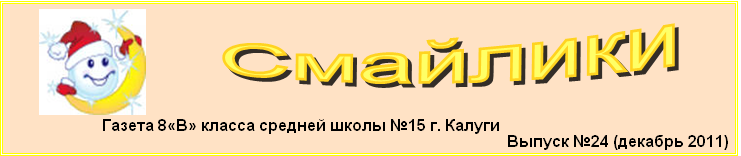 Смайлики
Газета 8«В» класса средней школы №15 г. Калуги
Выпуск №24 (декабрь 2011)